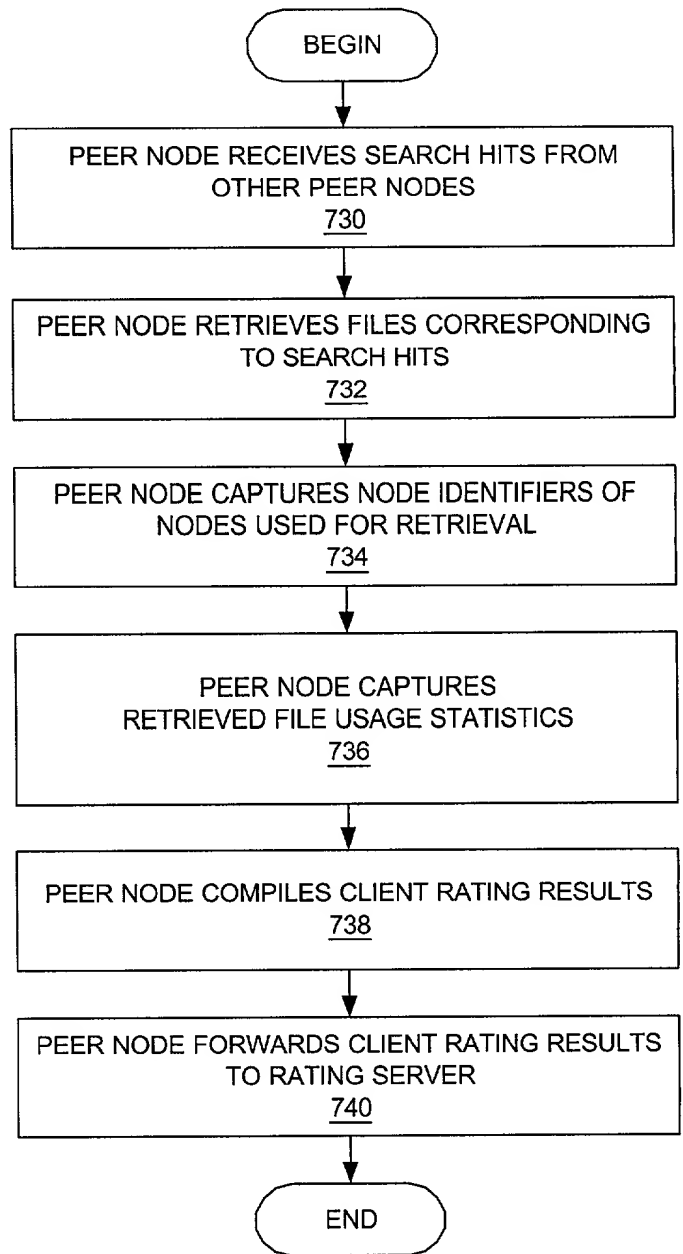 BEGIN
PEER NODE RECEIVES SEARCH HITS FROM
OTHER PEER NODES
730
PEER NODE RETRIEVES FILES CORRESPONDING
TO SEARCH HITS
732
PEER NODE CAPTURES NODE IDENTIFIERS OF
NODES USED FOR RETRIEVAL
734
PEER NODE CAPTURES
RETRIEVED FILE USAGE STATISTICS
736
PEER NODE COMPILES CLIENT RATING RESULTS
738
PEER NODE FORWARDS CLIENT RATING RESULTS
TO RATING SERVER
740
END